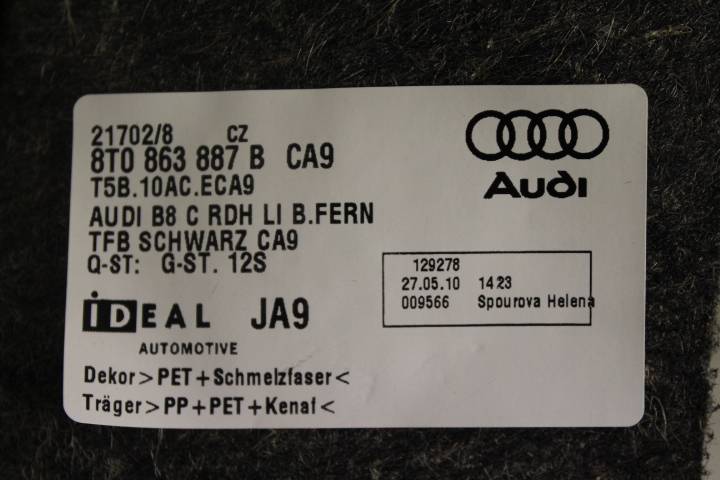 21702/8 CZ
8T0 863 887 B CA9
T5B.10AC.ECA9
AUDI B8 C RDH LI B.FERN
TFB SCHWARZ CA9
Q-ST: G-ST. 12S
Audi
129278
27.05.10 1423
009566 Spourova Helena
iDEAL JA9
AUTOMOTIVE
Dekor>PET+Schmelzfaser<
Träger>PP+PET+Kenaf<